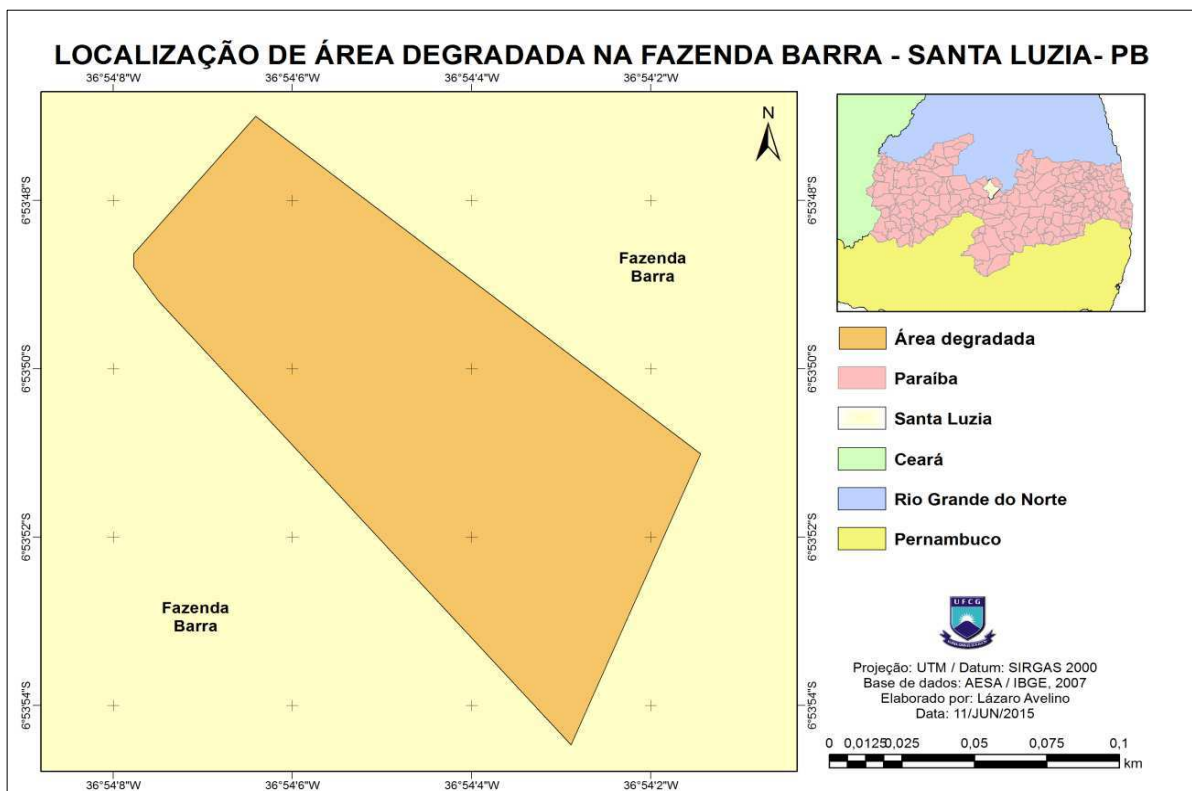 LOCALIZAÇÃO DE ÁREA DEGRADADA NA FAZENDA BARRA - SANTA LUZIA- PB
36°54'8"W 36°54'6"W 36°54'4"W 36°54'2"W
N
6°53'48"S 6°53'48"S
Fazenda
Barra
6°53'50"S 6°53'50"S
6°53'52"S 6°53'52"S
Fazenda
Barra
6°53'54"S 6°53'54"S
36°54'8"W 36°54'6"W 36°54'4"W 36°54'2"W
Área degradada
Paraíba
Santa Luzia
Ceará
Rio Grande do Norte
Pernambuco
UFCG
Projeção: UTM / Datum: SIRGAS 2000
Base de dados: AESA / IBGE, 2007
Elaborado por: Lázaro Avelino
Data: 11/JUN/2015
0 0,0125 0,025 0,05 0,075 0,1
km